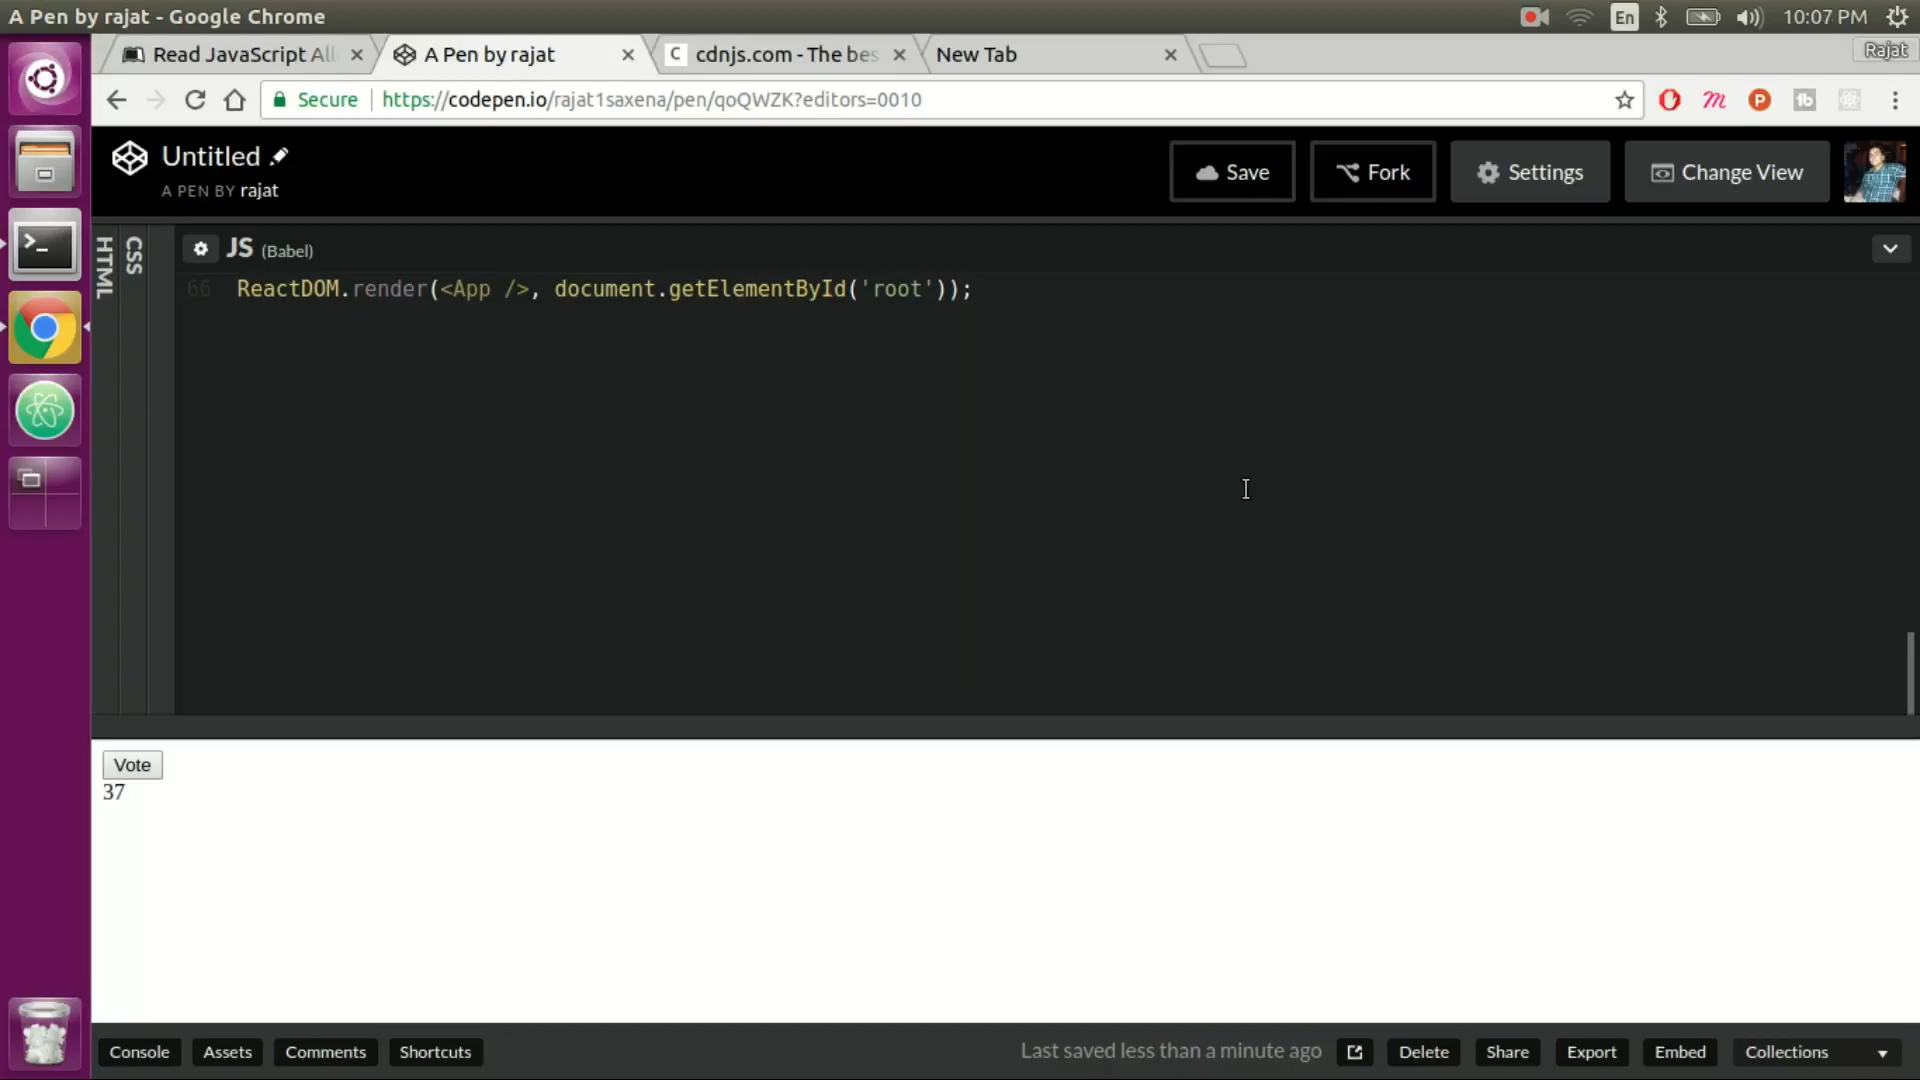 A Pen by rajat - Google Chrome
En
10:07 PM
Read JavaScript All
A Pen by rajat
C cdnjs.com - The bes
New Tab
Rajat
Secure
https://codepen.io/rajat1saxena/pen/qoQWZK?editors=0010
Untitled
A PEN BY rajat
Save
Fork
Settings
Change View
HTML
CSS
JS (Babel)
66 ReactDOM.render(<App />, document.getElementById('root'));
Vote
37
Console
Assets
Comments
Shortcuts
Last saved less than a minute ago
Delete
Share
Export
Embed
Collections